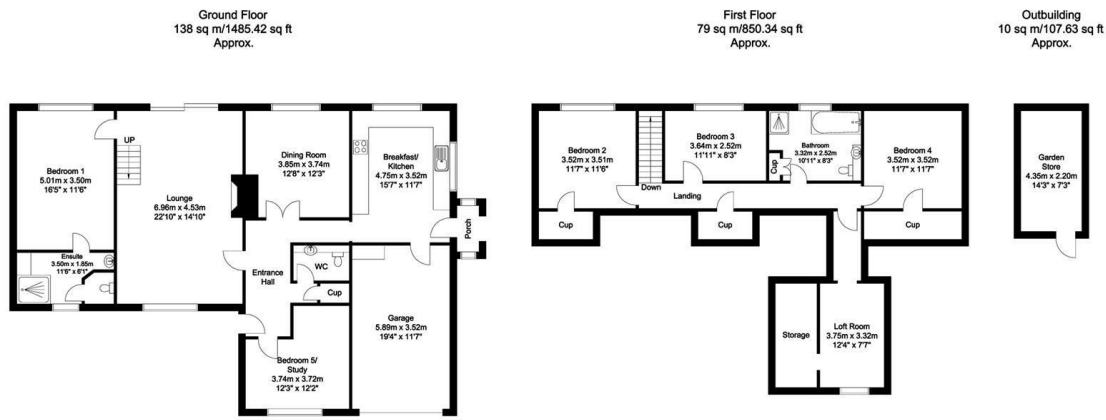 Ground Floor
138 sq m/1485.42 sq ft
Approx.
First Floor
79 sq m/850.34 sq ft
Approx.
Outbuilding
10 sq m/107.63 sq ft
Approx.
UP
Bedroom 1
5.01m x 3.50m
16'5" x 11'6"
Lounge
6.96m x 4.53m
22'10" x 14'10"
Dining Room
3.85m x 3.74m
12'8" x 12'3"
Breakfast/
Kitchen
4.75m x 3.52m
15'7" x 11'7"
Porch
Ensuite
3.50m x 1.85m
11'6" x 6'1"
Entrance
Hall
WC
Cup
Garage
5.89m x 3.52m
19'4" x 11'7"
Bedroom 5/
Study
3.74m x 3.72m
12'3" x 12'2"
Bedroom 2
3.52m x 3.51m
11'7" x 11'6"
Down
Bedroom 3
3.64m x 2.52m
11'11" x 8'3"
Bathroom
3.32m x 2.52m
10'11" x 8'3"
Cup
Bedroom 4
3.52m x 3.52m
11'7" x 11'7"
Landing
Cup
Cup
Cup
Storage
Loft Room
3.75m x 3.32m
12'4" x 7'7"
Garden
Store
4.35m x 2.20m
14'3" x 7'3"